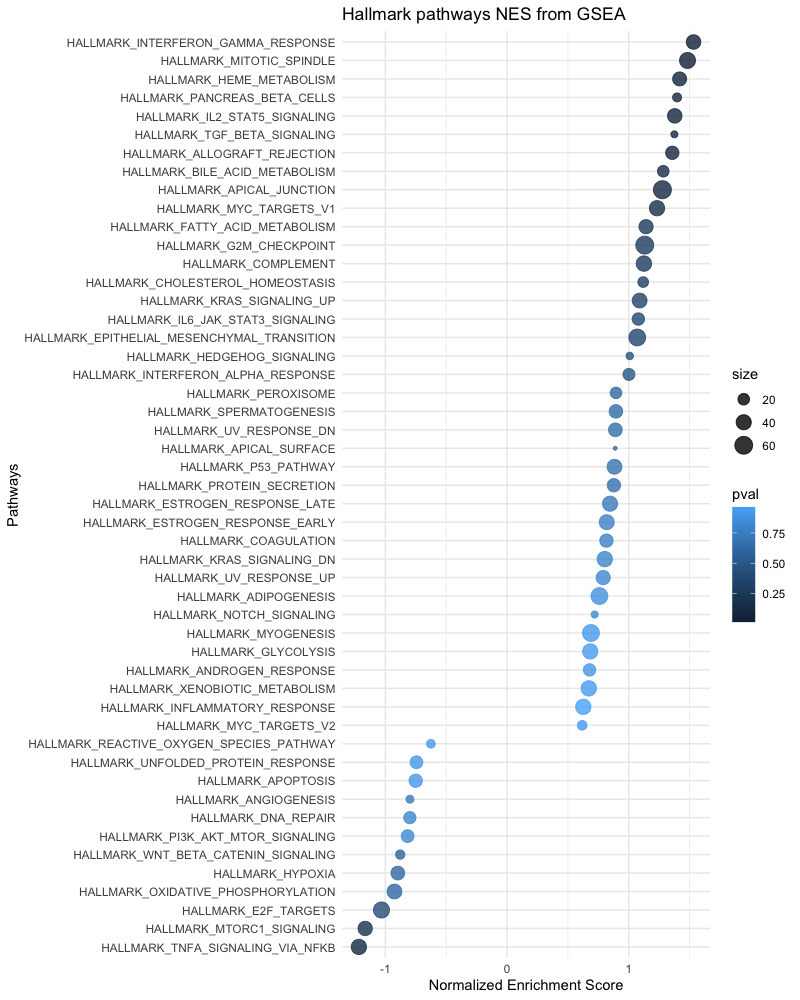 Hallmark pathways NES from GSEA
HALLMARK_INTERFERON_GAMMA_RESPONSE
HALLMARK_MITOTIC_SPINDLE
HALLMARK_HEME_METABOLISM
HALLMARK_PANCREAS_BETA_CELLS
HALLMARK_IL2_STAT5_SIGNALING
HALLMARK_TGF_BETA_SIGNALING
HALLMARK_ALLOGRAFT_REJECTION
HALLMARK_BILE_ACID_METABOLISM
HALLMARK_APICAL_JUNCTION
HALLMARK_MYC_TARGETS_V1
HALLMARK_FATTY_ACID_METABOLISM
HALLMARK_G2M_CHECKPOINT
HALLMARK_COMPLEMENT
HALLMARK_CHOLESTEROL_HOMEOSTASIS
HALLMARK_KRAS_SIGNALING_UP
HALLMARK_IL6_JAK_STAT3_SIGNALING
HALLMARK_EPITHELIAL_MESENCHYMAL_TRANSITION
HALLMARK_HEDGEHOG_SIGNALING
HALLMARK_INTERFERON_ALPHA_RESPONSE
HALLMARK_PEROXISOME
HALLMARK_SPERMATOGENESIS
HALLMARK_UV_RESPONSE_DN
HALLMARK_APICAL_SURFACE
HALLMARK_P53_PATHWAY
HALLMARK_PROTEIN_SECRETION
HALLMARK_ESTROGEN_RESPONSE_LATE
HALLMARK_ESTROGEN_RESPONSE_EARLY
HALLMARK_COAGULATION
HALLMARK_KRAS_SIGNALING_DN
HALLMARK_UV_RESPONSE_UP
HALLMARK_ADIPOGENESIS
HALLMARK_NOTCH_SIGNALING
HALLMARK_MYOGENESIS
HALLMARK_GLYCOLYSIS
HALLMARK_ANDROGEN_RESPONSE
HALLMARK_XENOBIOTIC_METABOLISM
HALLMARK_INFLAMMATORY_RESPONSE
HALLMARK_MYC_TARGETS_V2
HALLMARK_REACTIVE_OXYGEN_SPECIES_PATHWAY
HALLMARK_UNFOLDED_PROTEIN_RESPONSE
HALLMARK_APOPTOSIS
HALLMARK_ANGIOGENESIS
HALLMARK_DNA_REPAIR
HALLMARK_PI3K_AKT_MTOR_SIGNALING
HALLMARK_WNT_BETA_CATENIN_SIGNALING
HALLMARK_HYPOXIA
HALLMARK_OXIDATIVE_PHOSPHORYLATION
HALLMARK_E2F_TARGETS
HALLMARK_MTORC1_SIGNALING
HALLMARK_TNFA_SIGNALING_VIA_NFKB
Pathways
-1 0 1
Normalized Enrichment Score
size
20
40
60
pval
0.75
0.50
0.25